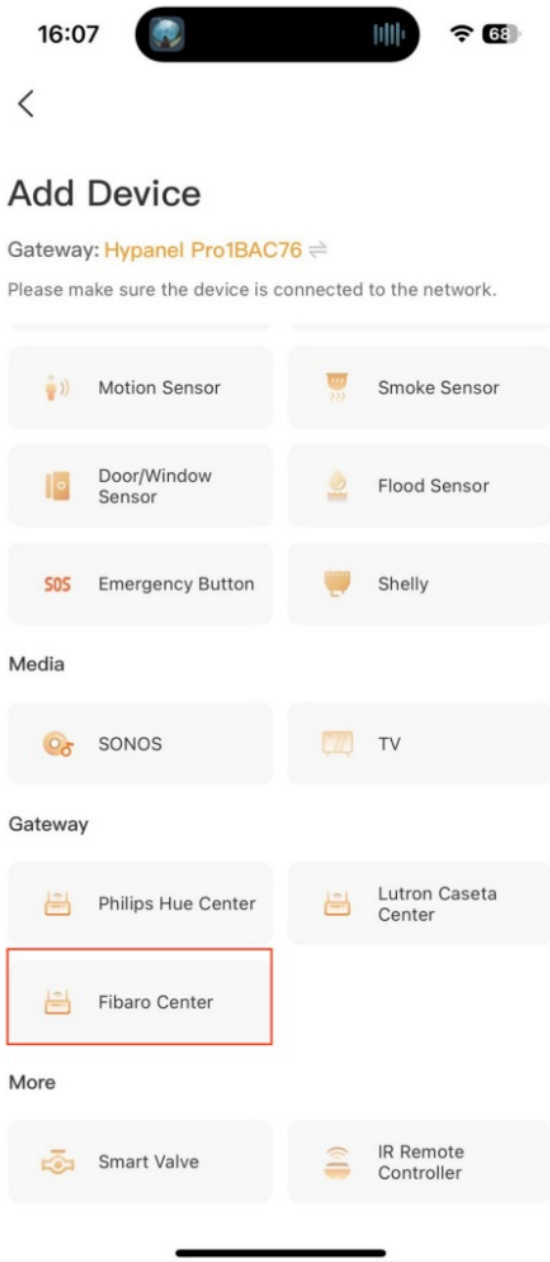 16:07
68
Add Device
Gateway: Hypanel Pro1BAC76
Please make sure the device is connected to the network.
Motion Sensor
Smoke Sensor
Door/Window
Sensor
Flood Sensor
SOS
Emergency Button
Shelly
Media
SONOS
TV
Gateway
Philips Hue Center
Lutron Caseta
Center
Fibaro Center
More
Smart Valve
IR Remote
Controller